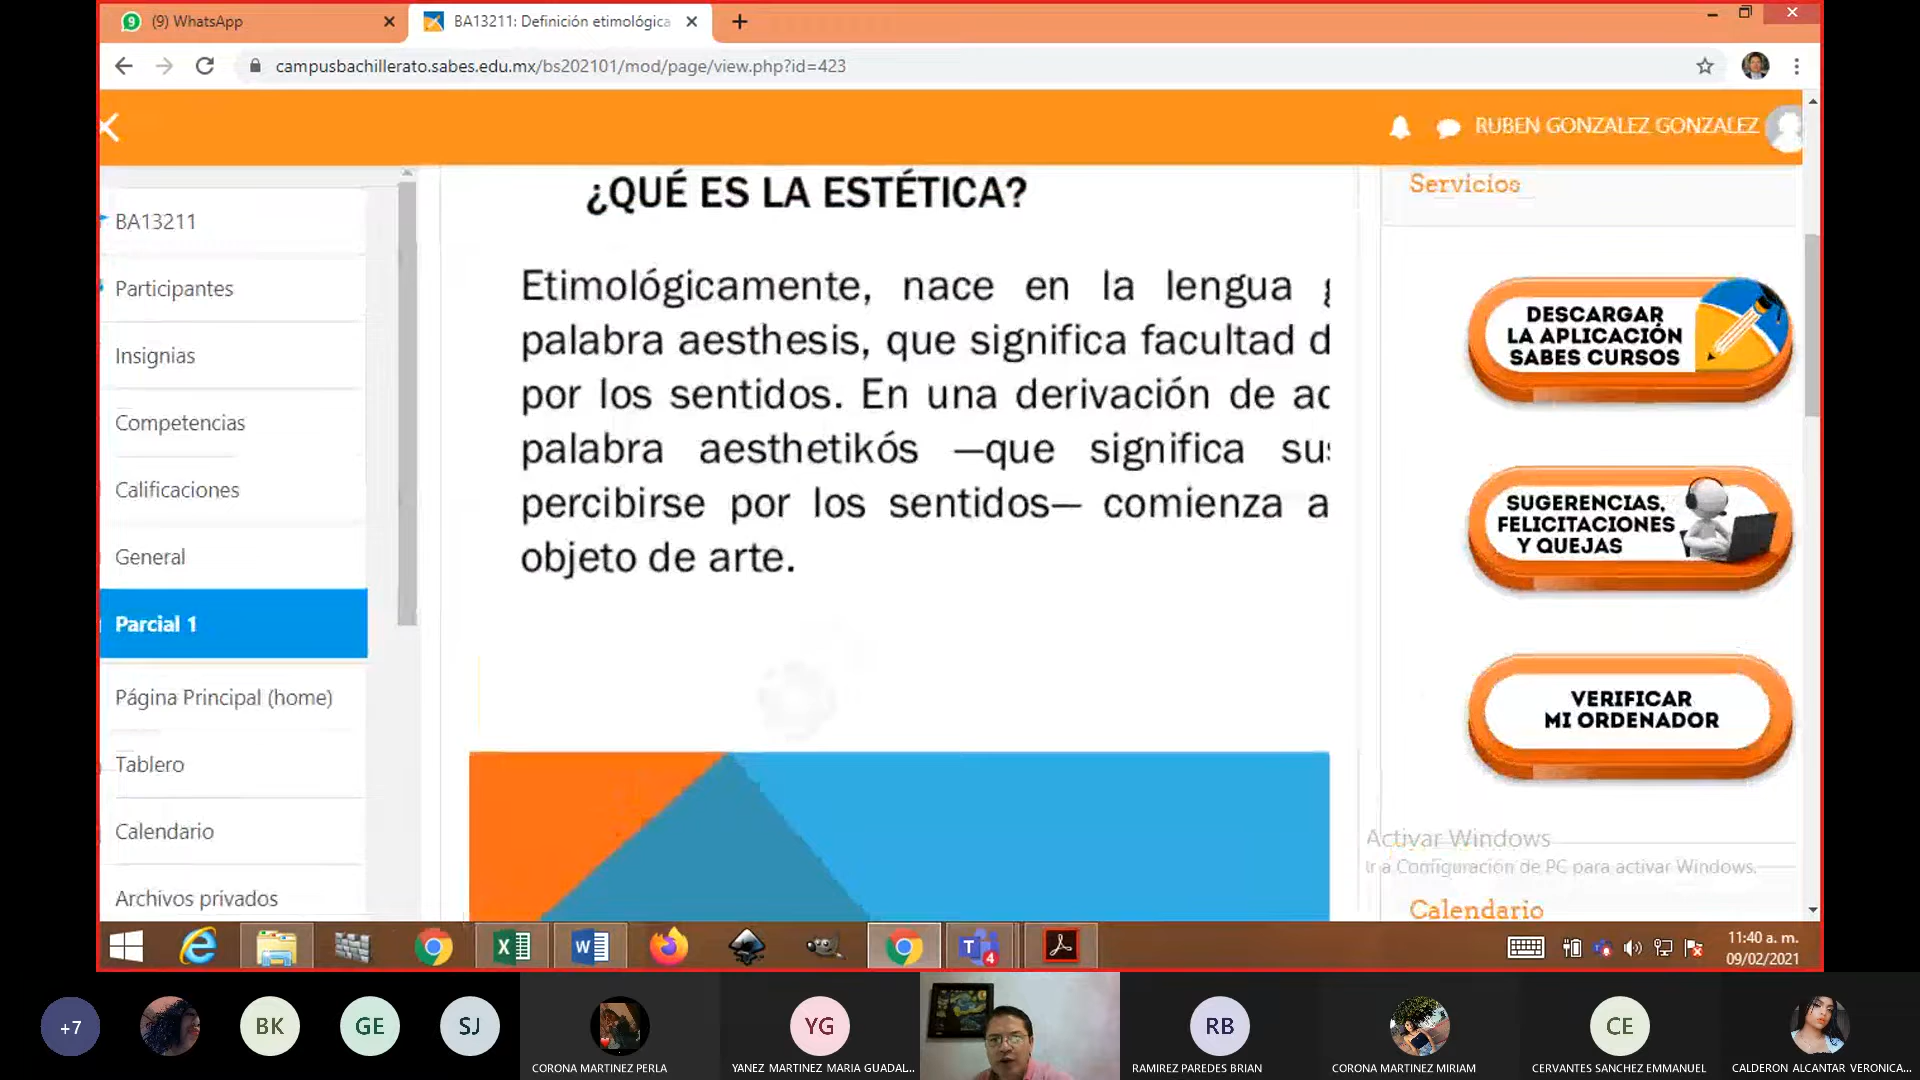 (9) WhatsApp
BA13211: Definición etimológica
campusbachillerato.sabes.edu.mx/bs202101/mod/page/view.php?id=423
RUBEN GONZALEZ GONZALEZ
BA13211
Participantes
Insignias
Competencias
Calificaciones
General
Parcial 1
Página Principal (home)
Tablero
Calendario
Archivos privados
¿QUÉ ES LA ESTÉTICA?
Etimológicamente, nace en la lengua
palabra aesthesis, que significa facultad d
por los sentidos. En una derivación de
palabra aesthetikós —que significa sus
percibirse por los sentidos— comienza a
objeto de arte.
Servicios
DESCARGAR
LA APLICACIÓN
SABES CURSOS
SUGERENCIAS,
FELICITACIONES
Y QUEJAS
VERIFICAR
MI ORDENADOR
Activar Windows
Ir a Configuración de PC para activar Windows.
Calendario
4
11:40 a. m.
09/02/2021
+7
BK
GE
SJ
CORONA MARTINEZ PERLA
YG
YANEZ MARTINEZ MARIA GUADAL...
RB
RAMIREZ PAREDES BRIAN
CORONA MARTINEZ MIRIAM
CE
CERVANTES SANCHEZ EMMANUEL
CALDERON ALCANTAR VERONICA...